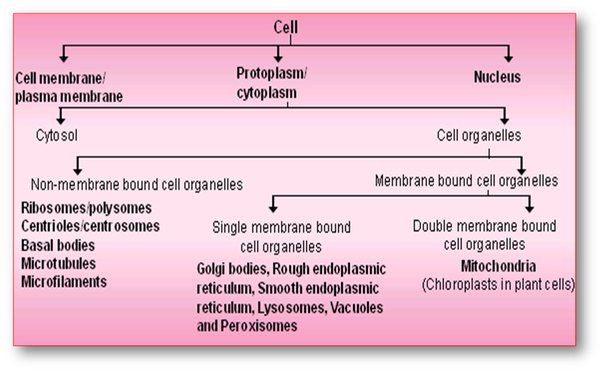 Cell
Cell membrane/
plasma membrane
Protoplasm/
cytoplasm
Nucleus
Cytosol
Cell organelles
Non-membrane bound cell organelles
Membrane bound cell organelles
Ribosomes/polysomes
Centrioles/centrosomes
Basal bodies
Microtubules
Microfilaments
Single membrane bound
cell organelles
Golgi bodies, Rough endoplasmic
reticulum, Smooth endoplasmic
reticulum, Lysosomes, Vacuoles
and Peroxisomes
Double membrane bound
cell organelles
Mitochondria
(Chloroplasts in plant cells)